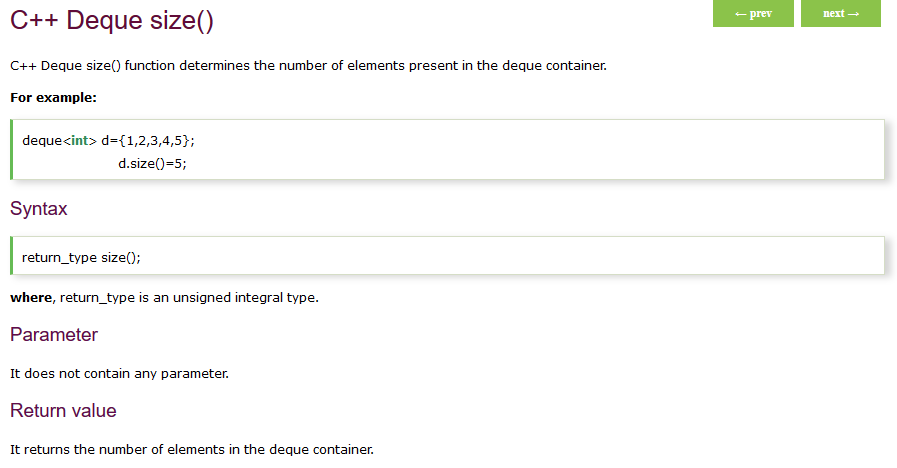 C++ Deque size()
← prev
next →
C++ Deque size() function determines the number of elements present in the deque container.
For example:
deque<int> d={1,2,3,4,5};
d.size()=5;
Syntax
return_type size();
where, return_type is an unsigned integral type.
Parameter
It does not contain any parameter.
Return value
It returns the number of elements in the deque container.